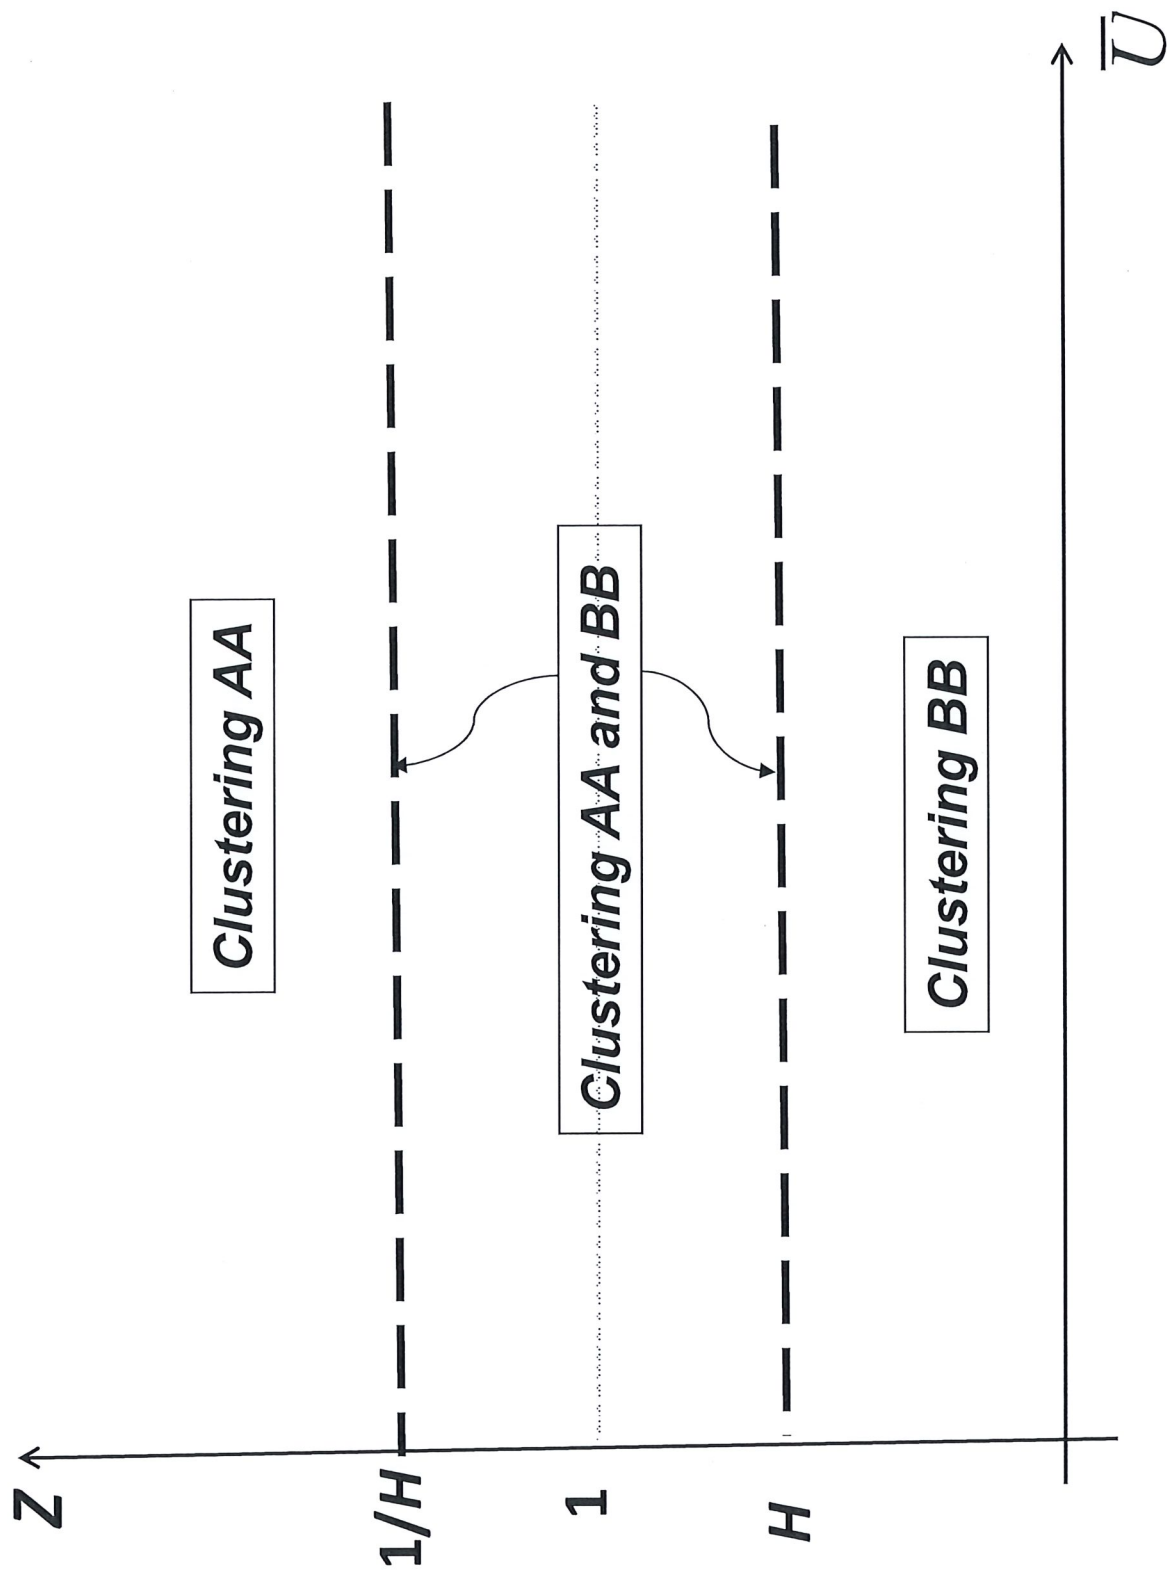 Z
Clustering AA
1/H
1 Clustering AA and BB
H
Clustering BB
U̅